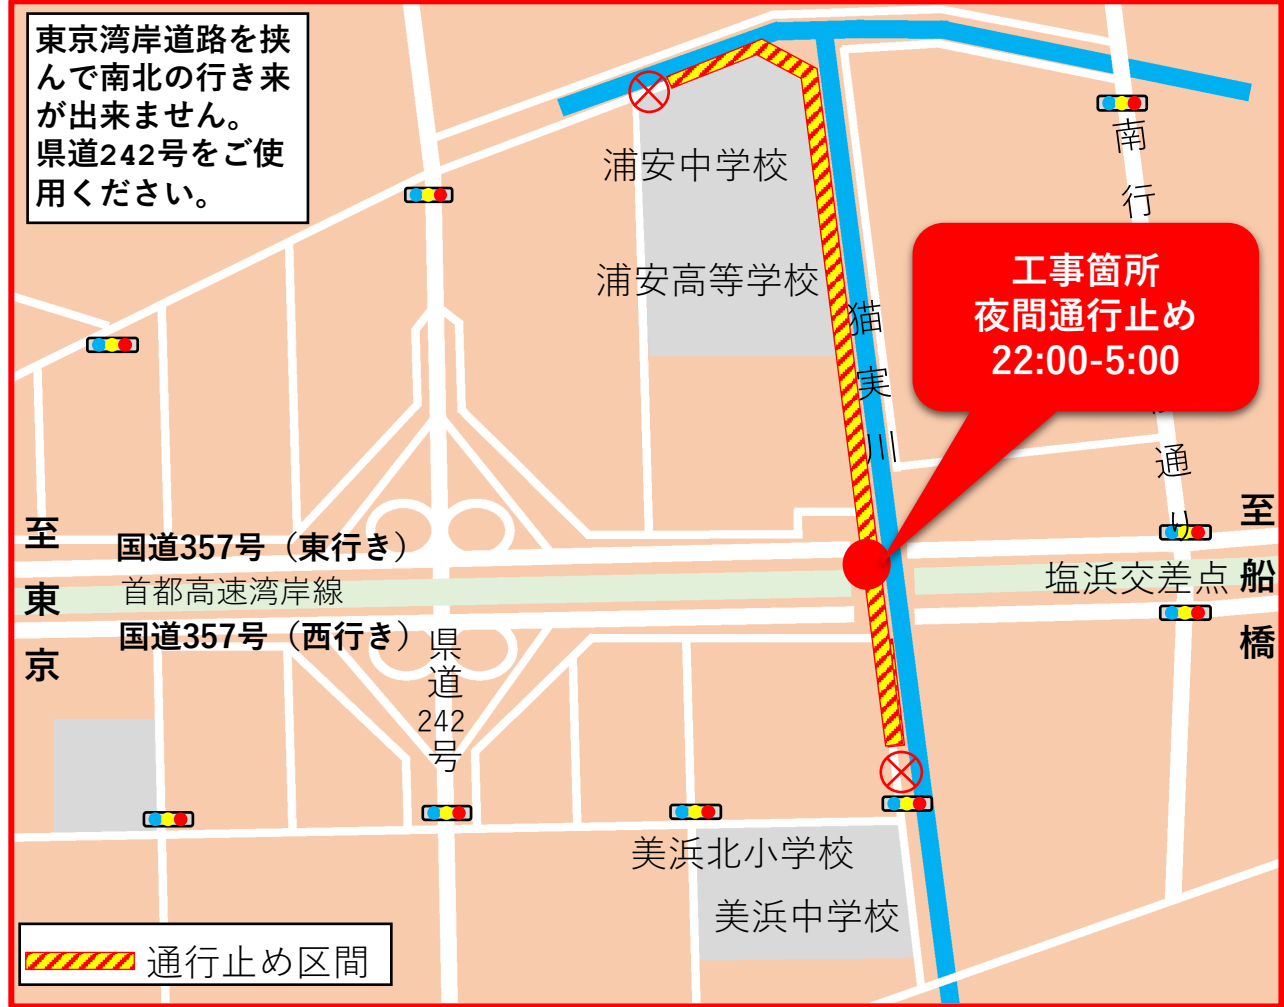 東京湾岸道路を挟
んで南北の行き来
が出来ません。
県道242号をご使
用ください。
浦安中学校
浦安高等学校
南行
通り
工事箇所
夜間通行止め
22:00-5:00
猫実川
至東京
国道357号（東行き）
首都高速湾岸線
国道357号（西行き）
県道242号
塩浜交差点
至船橋
美浜北小学校
美浜中学校
通行止め区間